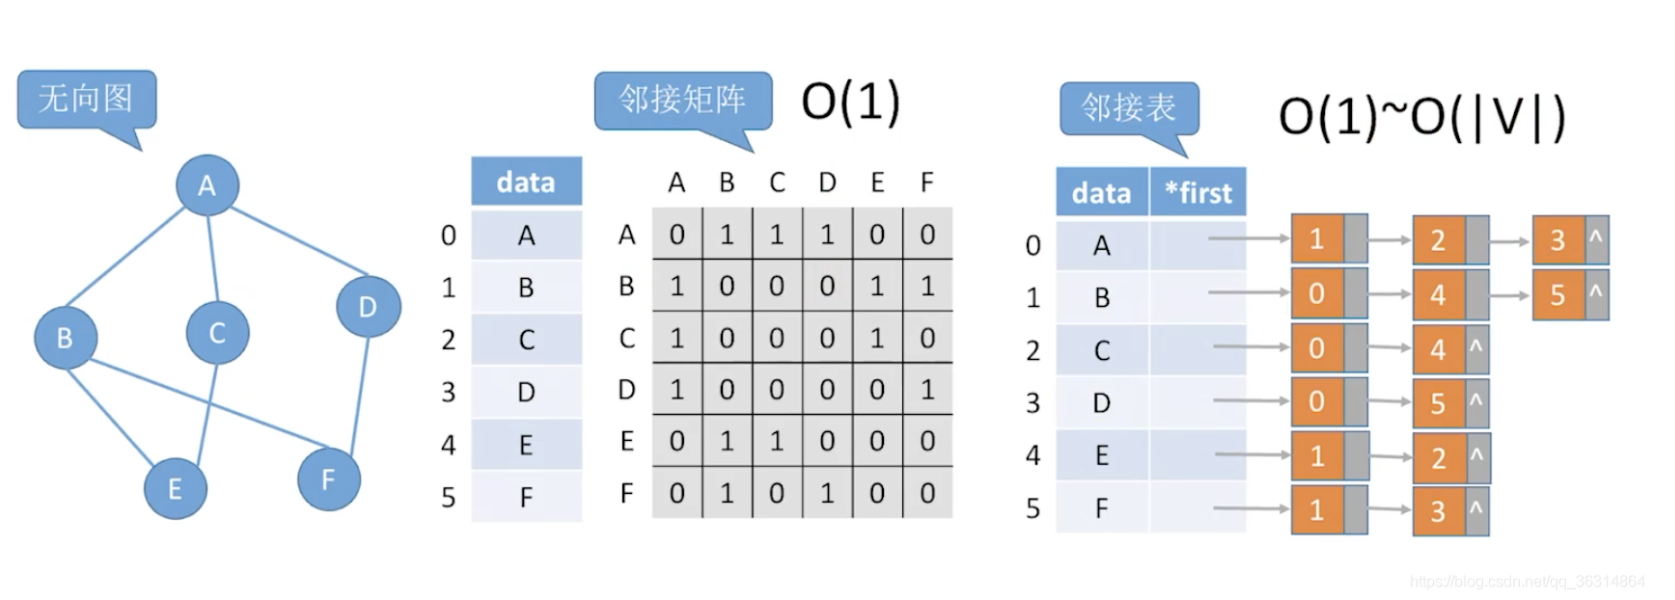 无向图
A
B
C
D
E
F
邻接矩阵 O(1)
data
0 A
1 B
2 C
3 D
4 E
5 F
A B C D E F
A 0 1 1 1 0 0
B 1 0 0 0 1 1
C 1 0 0 0 1 0
D 1 0 0 0 0 1
E 0 1 1 0 0 0
F 0 1 0 1 0 0
邻接表 O(1)~O(|V|)
data *first
0 A 1 2 3 ^
1 B 0 4 5 ^
2 C 0 4 ^
3 D 0 5 ^
4 E 1 2 ^
5 F 1 3 ^
https://blog.csdn.net/qq_36314864